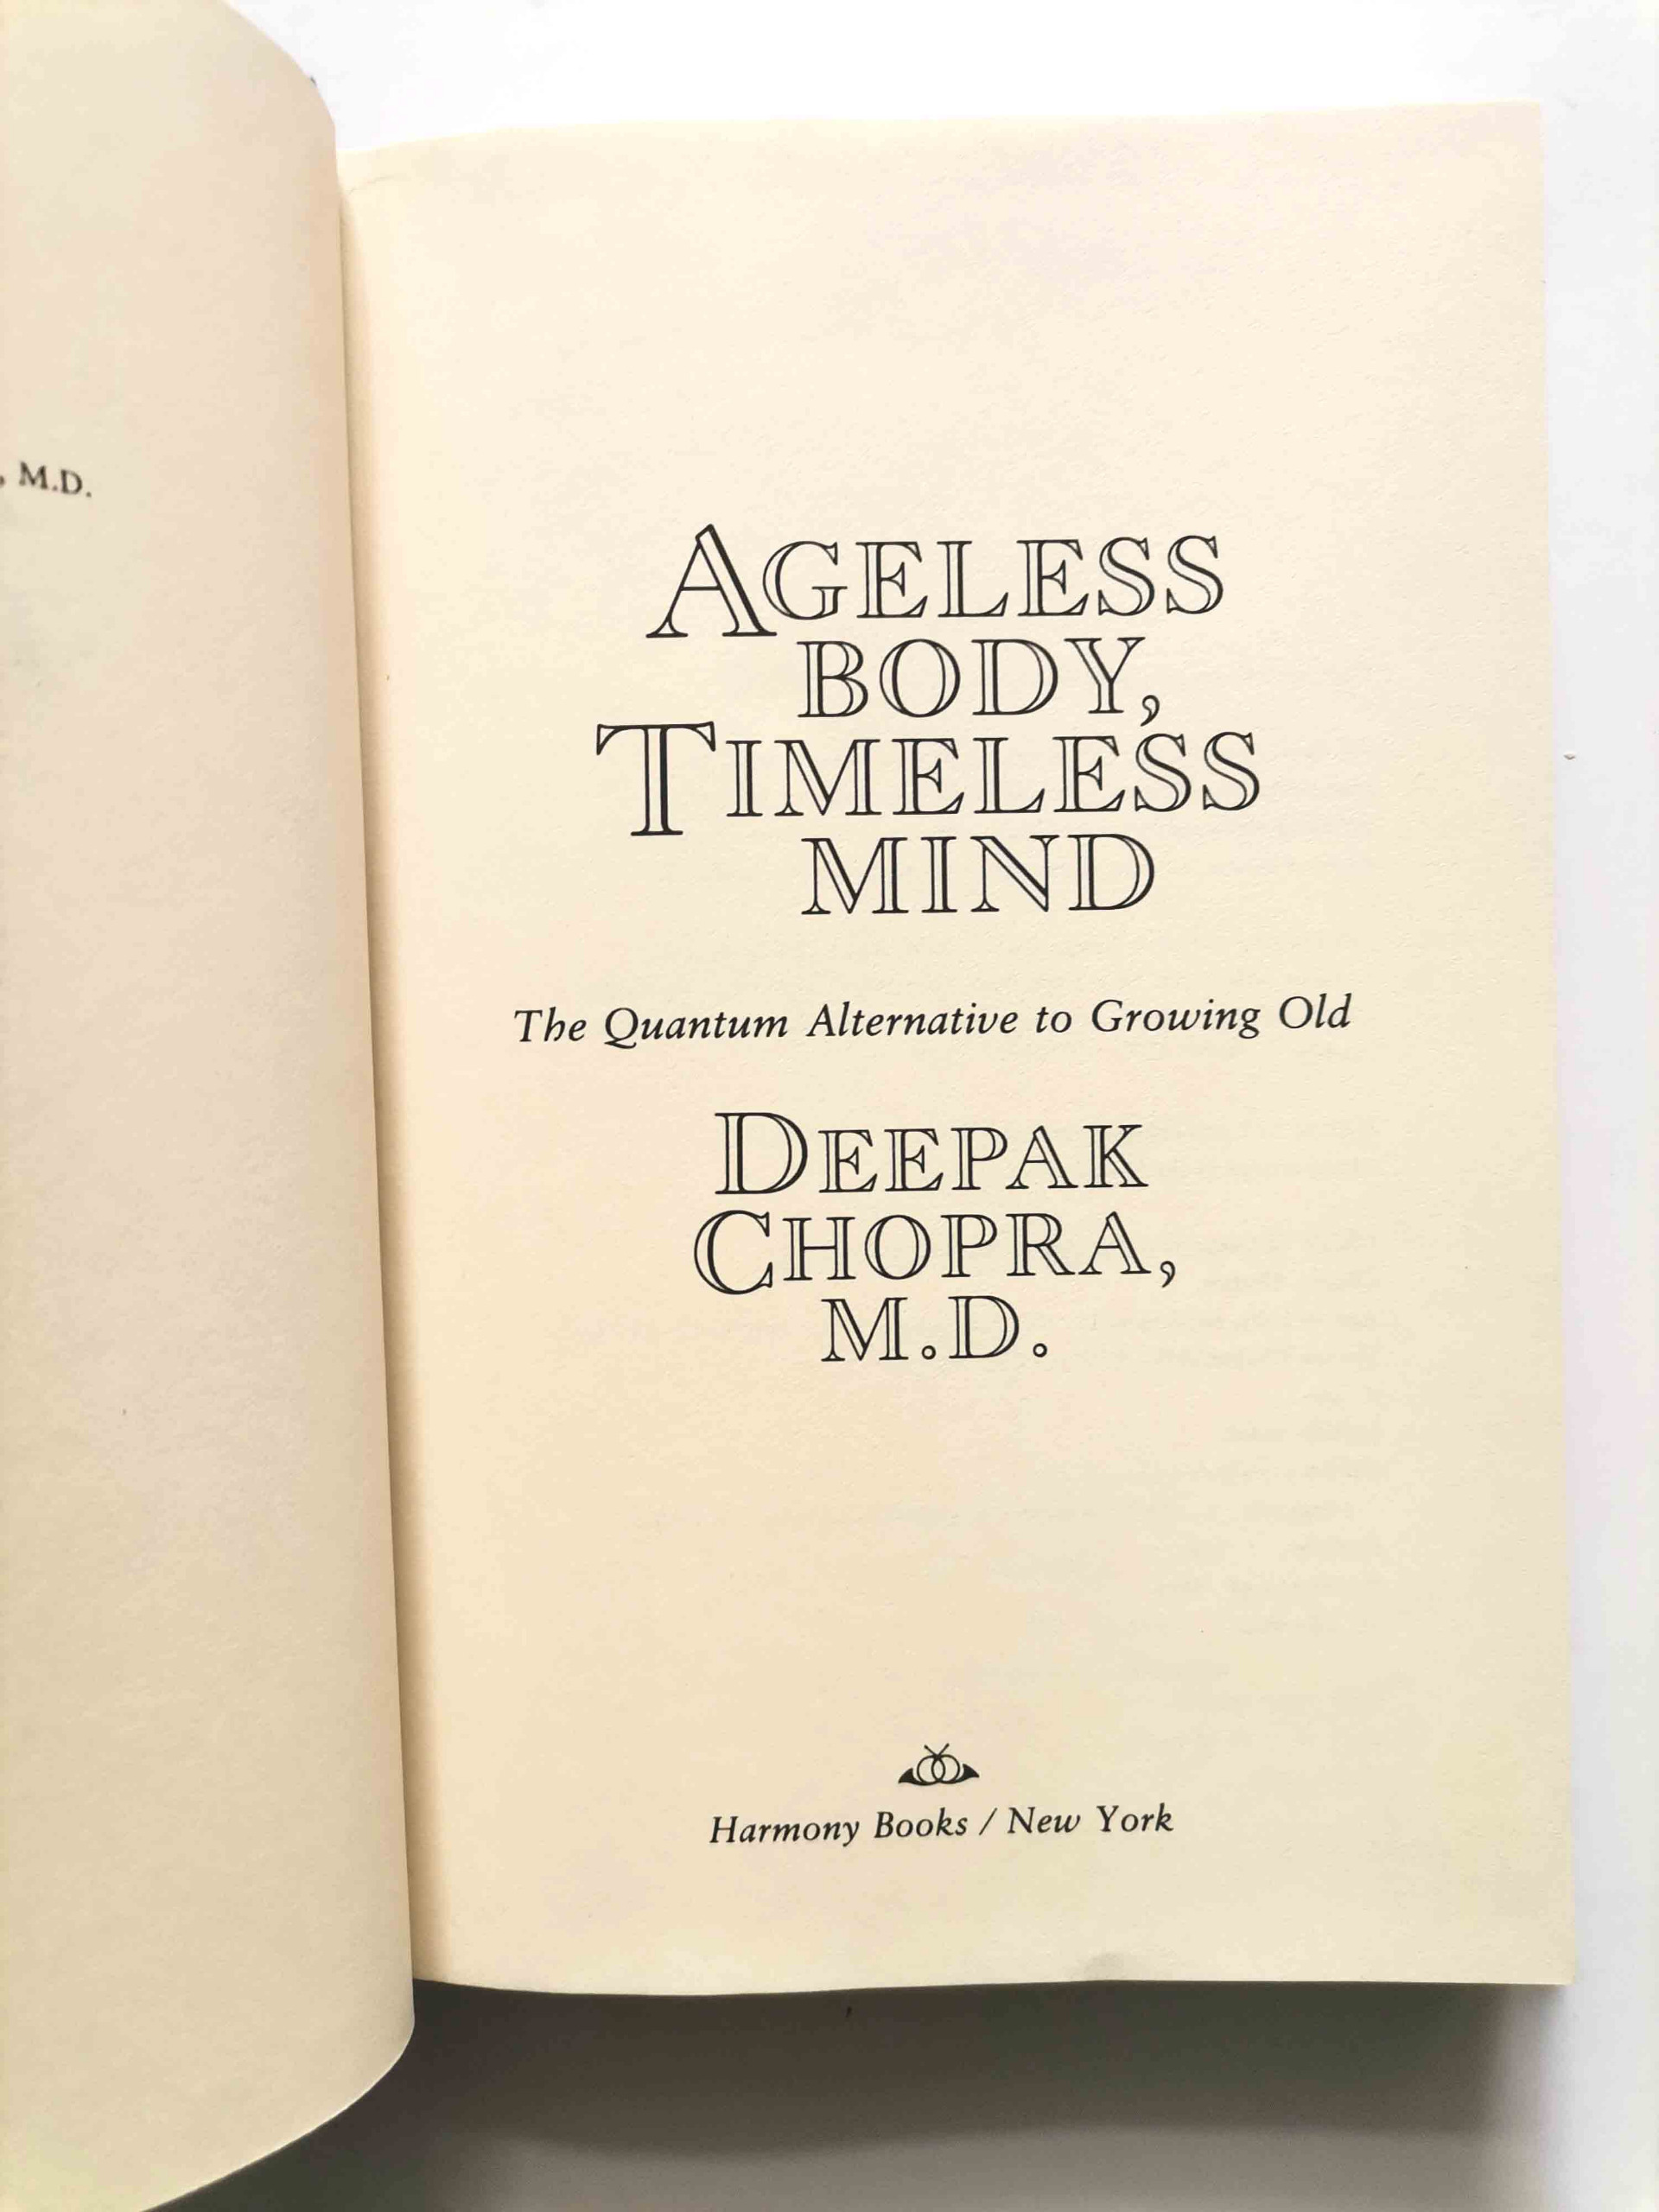 , M.D.
AGELESS
BODY,
TIMELESS
MIND
The Quantum Alternative to Growing Old
DEEPAK
CHOPRA,
M.D.
Harmony Books / New York